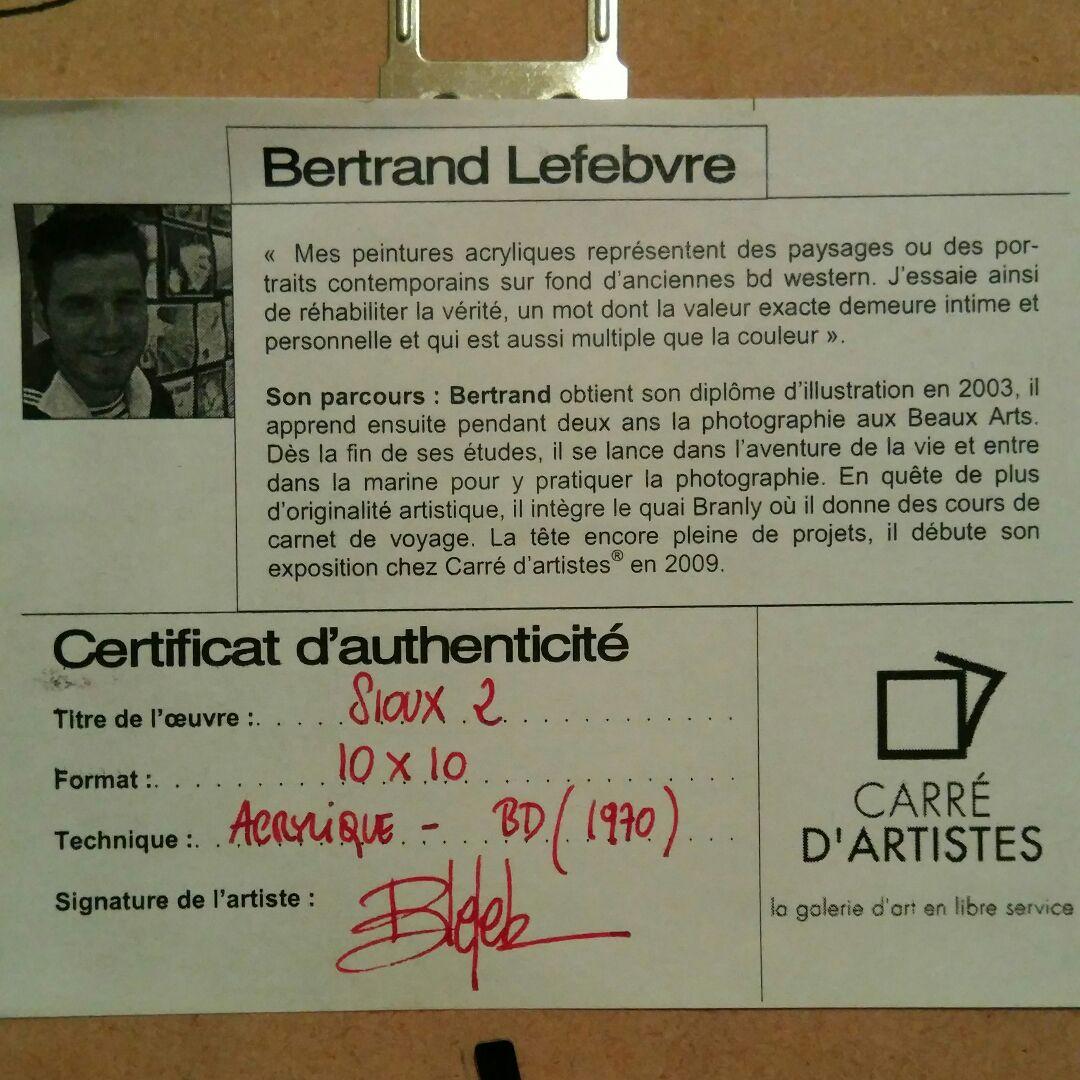 Bertrand Lefebvre
« Mes peintures acryliques représentent des paysages ou des por-
traits contemporains sur fond d'anciennes bd western. J'essaie ainsi
de réhabiliter la vérité, un mot dont la valeur exacte demeure intime et
personnelle et qui est aussi multiple que la couleur ».
Son parcours : Bertrand obtient son diplôme d'illustration en 2003, il
apprend ensuite pendant deux ans la photographie aux Beaux Arts.
Dès la fin de ses études, il se lance dans l'aventure de la vie et entre
dans la marine pour y pratiquer la photographie. En quête de plus
d'originalité artistique, il intègre le quai Branly où il donne des cours de
carnet de voyage. La tête encore pleine de projets, il débute son
exposition chez Carré d'artistes® en 2009.
Certificat d'authenticité
Titre de l'œuvre : SIOUX 2
Format : 10 x 10
Technique : ACRYLIQUE - BD (1970)
Signature de l'artiste : BLefeb
CARRÉ
D'ARTISTES
la galerie d'art en libre service